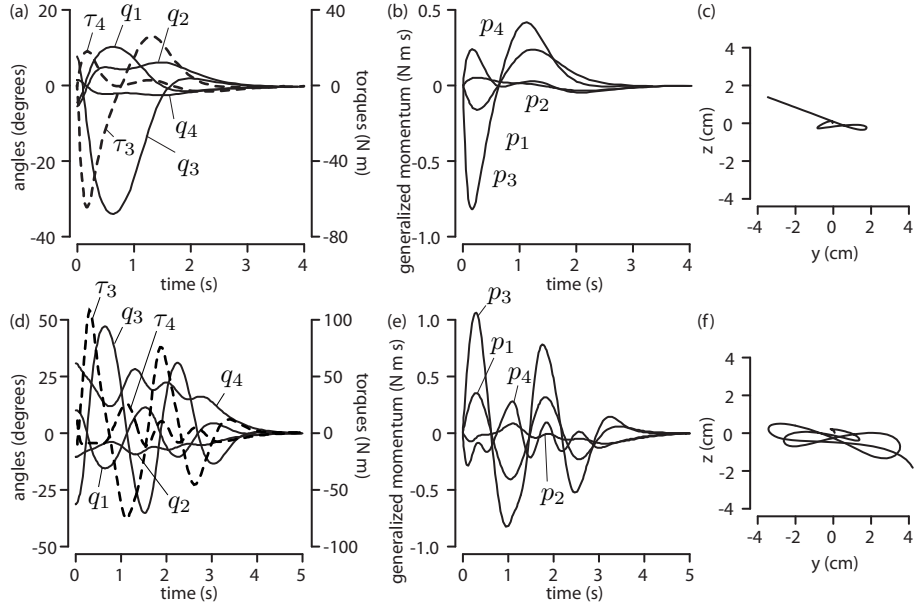 (a)
20
0
-20
-40
angles (degrees)
40
0
-40
-80
torques (N m)
0 1 2 3 4
time (s)
τ4
q1
q2
q4
τ3
q3
(b)
0.5
0
-0.5
-1.0
generalized momentum (N m s)
0 1 2 3 4
time (s)
p4
p2
p1
p3
(c)
4
2
0
-2
-4
z (cm)
-4 -2 0 2 4
y (cm)
(d)
50
25
0
-25
-50
angles (degrees)
100
50
0
-50
-100
torques (N m)
0 1 2 3 4 5
time (s)
τ3
q3
τ4
q4
q1
q2
(e)
1.0
0.5
0
-0.5
-1.0
generalized momentum (N m s)
0 1 2 3 4 5
time (s)
p3
p1
p4
p2
(f)
4
2
0
-2
-4
z (cm)
-4 -2 0 2 4
y (cm)